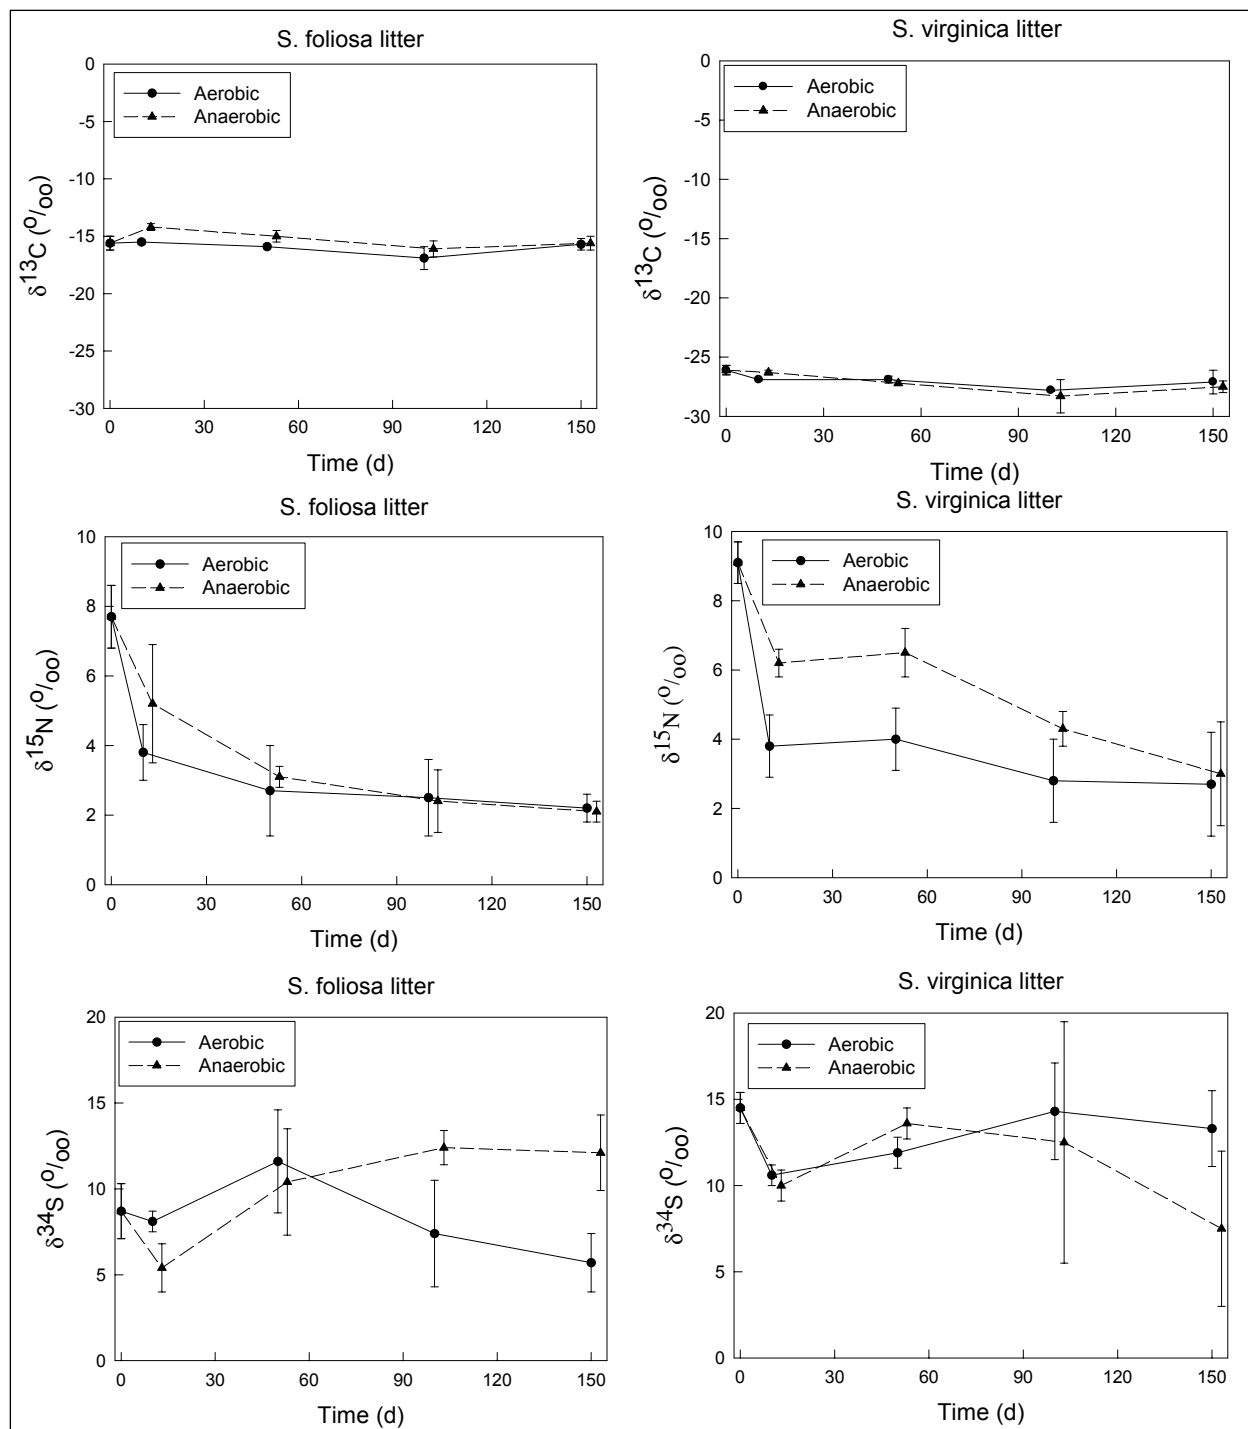 S. foliosa litter
Aerobic
Anaerobic
δ13C (o/oo)
0
-5
-10
-15
-20
-25
-30
0 30 60 90 120 150
Time (d)
S. virginica litter
Aerobic
Anaerobic
δ13C (o/oo)
0
-5
-10
-15
-20
-25
-30
0 30 60 90 120 150
Time (d)
S. foliosa litter
Aerobic
Anaerobic
δ15N (o/oo)
10
8
6
4
2
0
0 30 60 90 120 150
Time (d)
S. virginica litter
Aerobic
Anaerobic
δ15N (o/oo)
10
8
6
4
2
0
0 30 60 90 120 150
Time (d)
S. foliosa litter
Aerobic
Anaerobic
δ34S (o/oo)
20
15
10
5
0
0 30 60 90 120 150
Time (d)
S. virginica litter
Aerobic
Anaerobic
δ34S (o/oo)
20
15
10
5
0
0 30 60 90 120 150
Time (d)